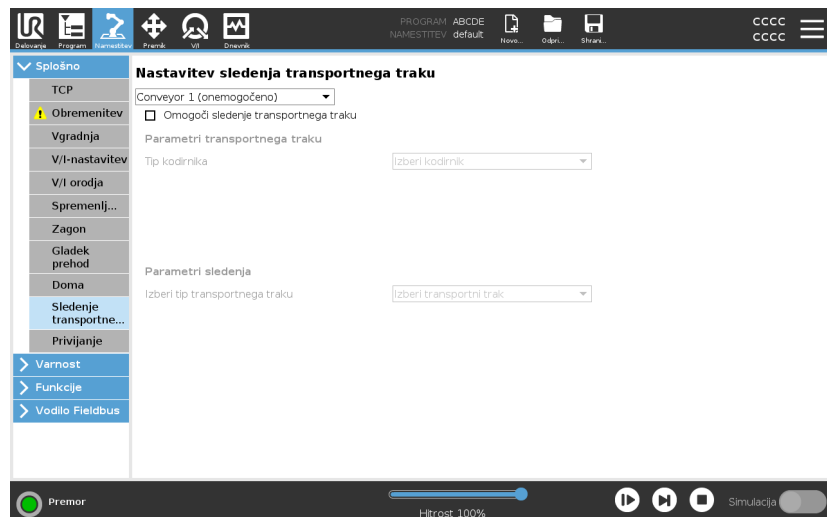 PROGRAM ABCDE
NAMESTITEV default
cccc
cccc
Delovanje Program Namestitev Premik V/I Dnevnik Novo... Odpri... Shrani...
Splošno
TCP
Obremenitev
Vgradnja
V/I-nastavitev
V/I orodja
Spremenlj...
Zagon
Gladek
prehod
Doma
Sledenje
transportne...
Privijanje
Varnost
Funkcije
Vodilo Fieldbus
Nastavitev sledenja transportnega traku
Conveyor 1 (onemogočeno)
Omogoči sledenje transportnega traku
Parametri transportnega traku
Tip kodirnika Izberi kodirnik
Parametri sledenja
Izberi tip transportnega traku Izberi transportni trak
Premor
Hitrost 100%
Simulacija